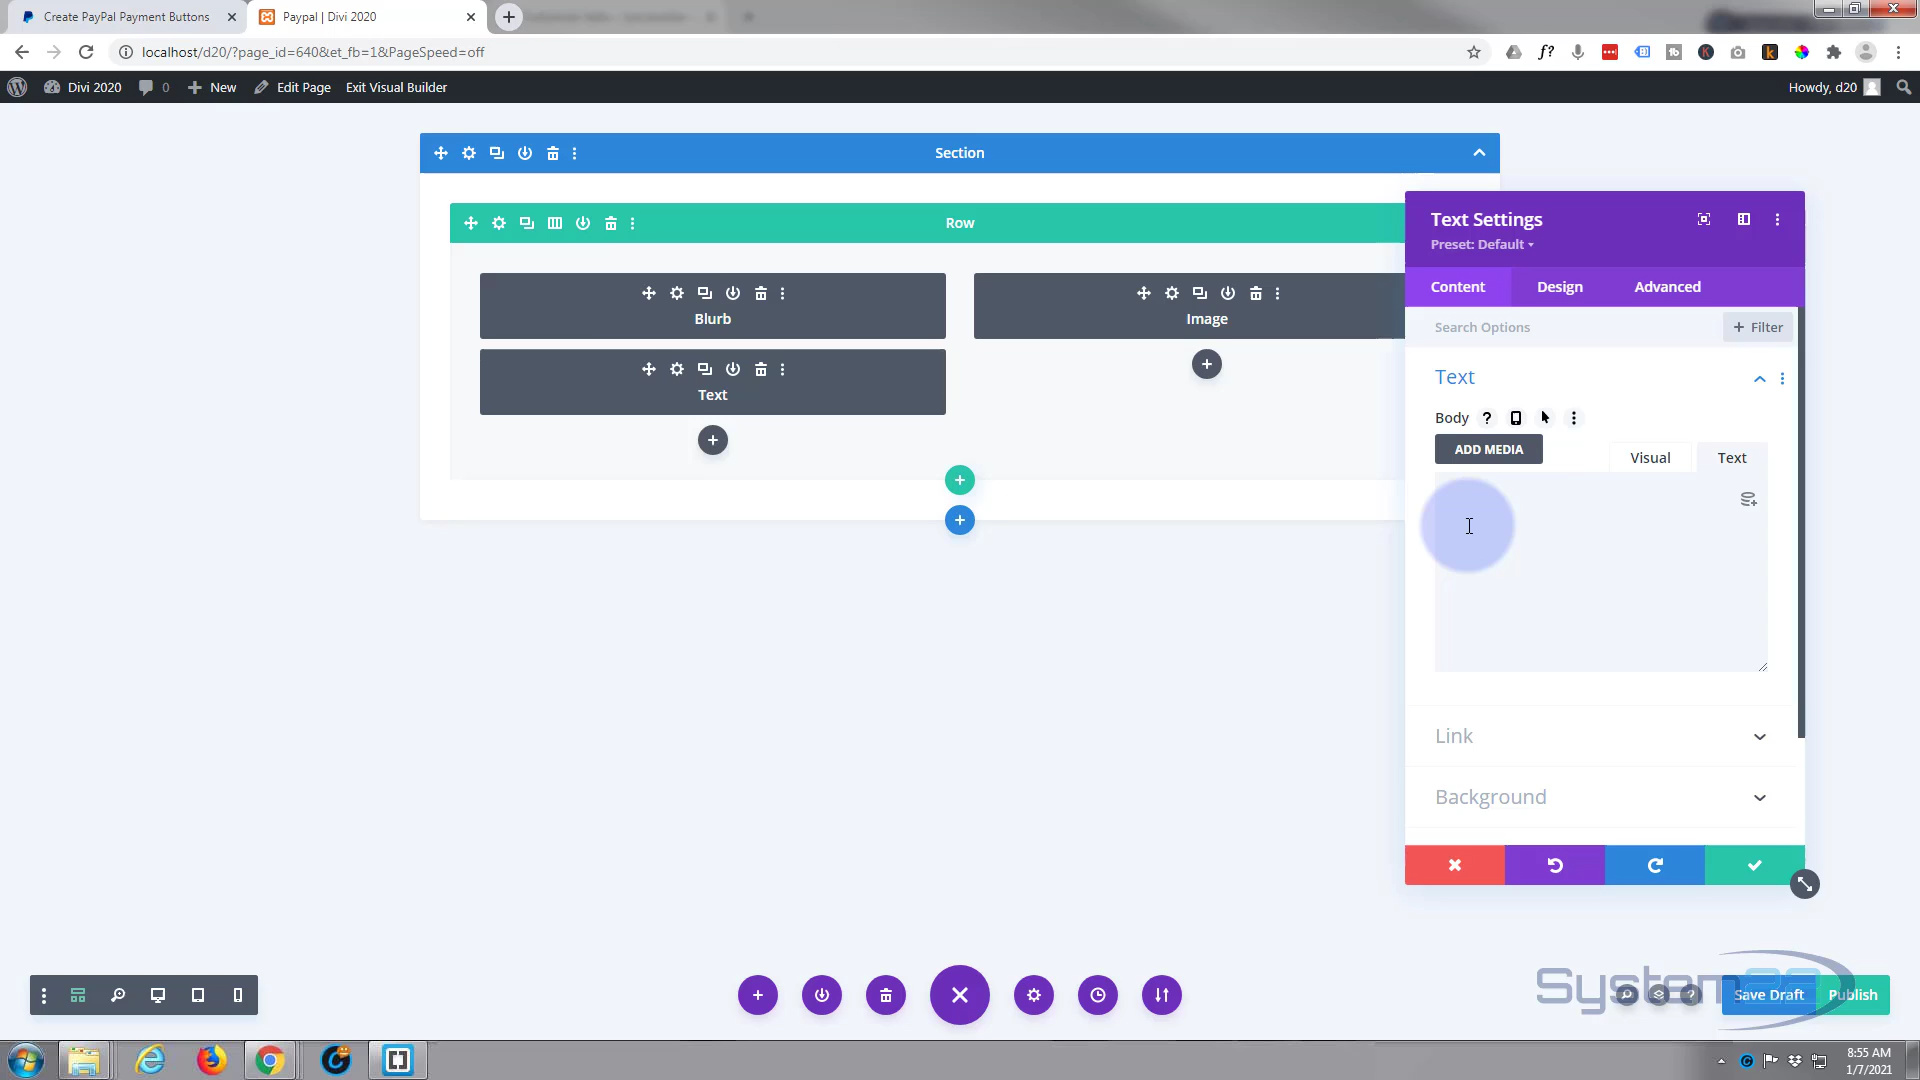 Create PayPal Payment Buttons
Paypal | Divi 2020
localhost/d20/?page_id=640&et_fb=1&PageSpeed=off
Divi 2020
0
New
Edit Page
Exit Visual Builder
Howdy, d20
Section
Row
Blurb
Image
Text
Text Settings
Preset: Default
Content
Design
Advanced
Search Options
+ Filter
Text
Body
ADD MEDIA
Visual
Text
Link
Background
System22
Save Draft
Publish
8:55 AM
1/7/2021